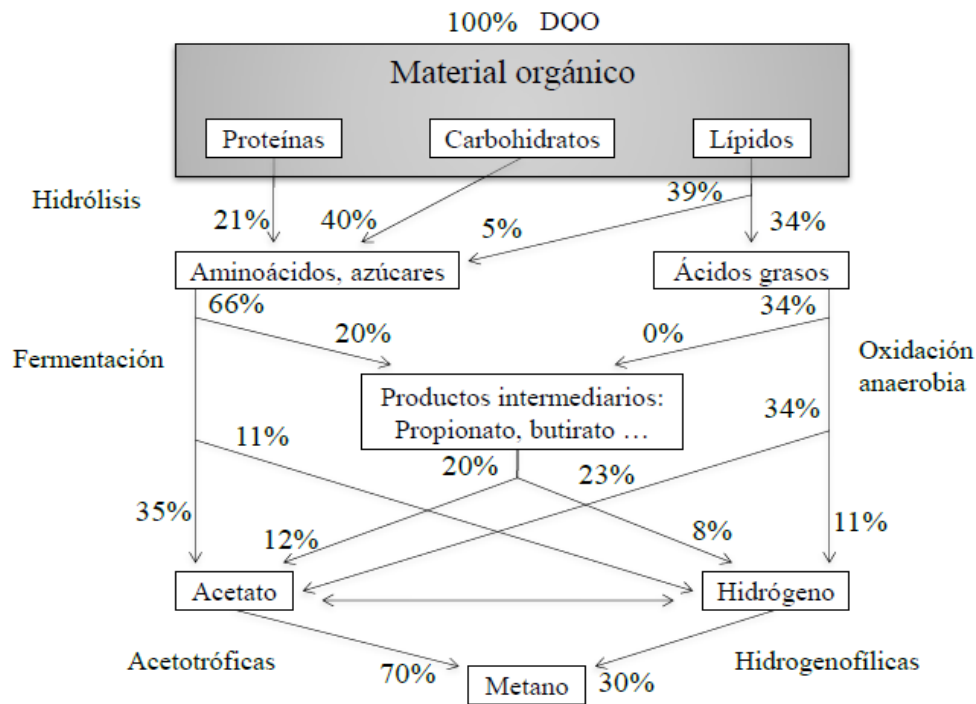 100% DQO
Material orgánico
Proteínas
Carbohidratos
Lípidos
Hidrólisis
21%
40%
5%
39%
34%
Aminoácidos, azúcares
Ácidos grasos
66%
34%
Fermentación
20%
0%
Oxidación
anaerobia
Productos intermediarios:
Propionato, butirato …
11%
34%
20%
23%
35%
12%
8%
11%
Acetato
Hidrógeno
Acetotróficas
70%
Metano
30%
Hidrogenofílicas